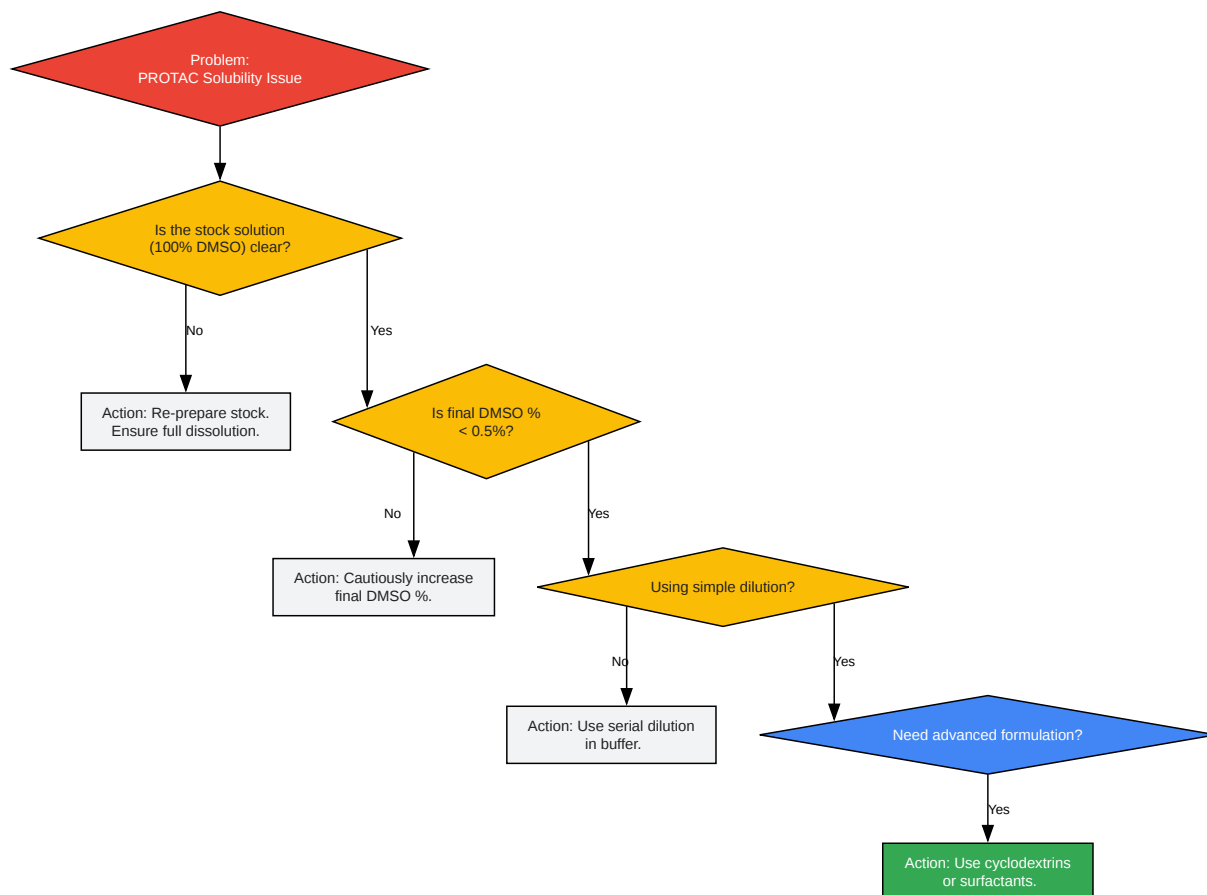 Problem:
PROTAC Solubility Issue
Is the stock solution
(100% DMSO) clear?
No
Yes
Action: Re-prepare stock.
Ensure full dissolution.
Is final DMSO %
< 0.5%?
No
Yes
Action: Cautiously increase
final DMSO %.
Using simple dilution?
No
Yes
Action: Use serial dilution
in buffer.
Need advanced formulation?
Yes
Action: Use cyclodextrins
or surfactants.